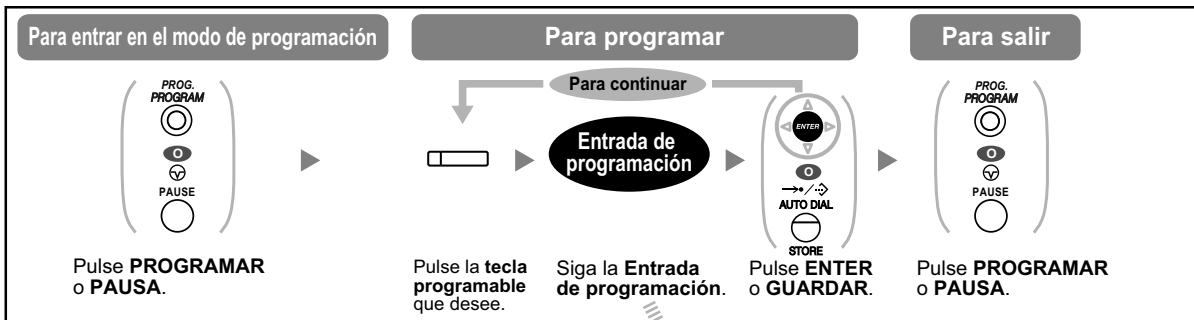 Para entrar en el modo de programación
Para programar
Para salir
Para continuar
PROG.
PROGRAM
O
PAUSE
Entrada de
programación
ENTER
O
AUTO DIAL
STORE
PROG.
PROGRAM
O
PAUSE
Pulse PROGRAMAR
o PAUSA.
Pulse la tecla
programable
que desee.
Siga la Entrada
de programación.
Pulse ENTER
o GUARDAR.
Pulse PROGRAMAR
o PAUSA.